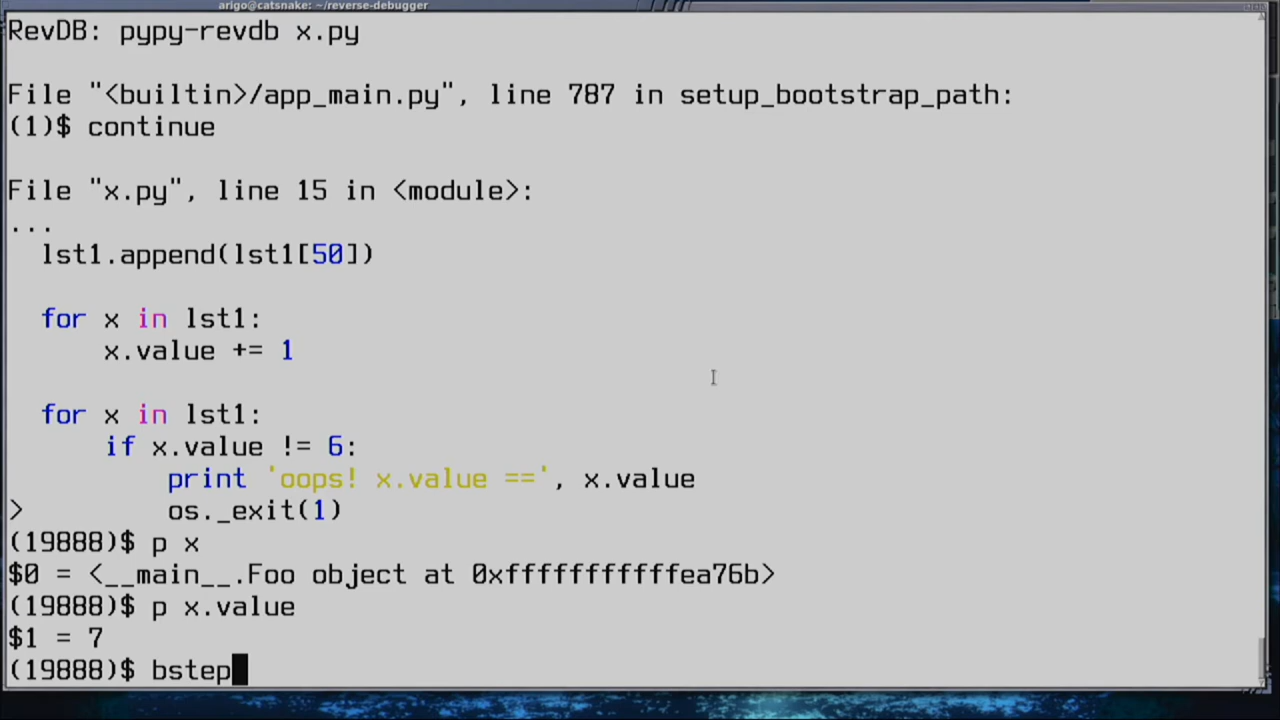 arigo@catsnake: ~/reverse-debugger
RevDB: pypy-revdb x.py
File "<builtin>/app_main.py", line 787 in setup_bootstrap_path:
(1)$ continue
File "x.py", line 15 in <module>:
...
lst1.append(lst1[50])
for x in lst1:
x.value += 1
for x in lst1:
if x.value != 6:
print 'oops! x.value ==', x.value
> os._exit(1)
(19888)$ p x
$0 = <__main__.Foo object at 0xfffffffffffea76b>
(19888)$ p x.value
$1 = 7
(19888)$ bstep